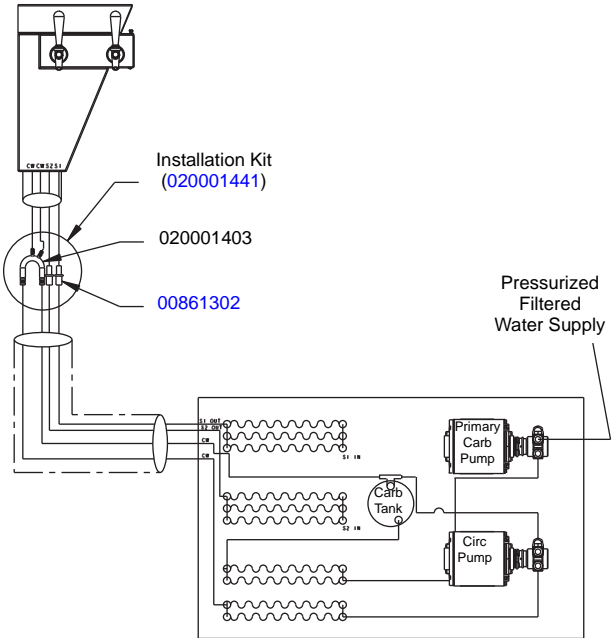 CW CW S2 S1
Installation Kit
(020001441)
020001403
00861302
Pressurized
Filtered
Water Supply
S1 OUT
S2 OUT
CW
CW
S1 IN
S2 IN
Primary
Carb
Pump
Carb
Tank
Circ
Pump